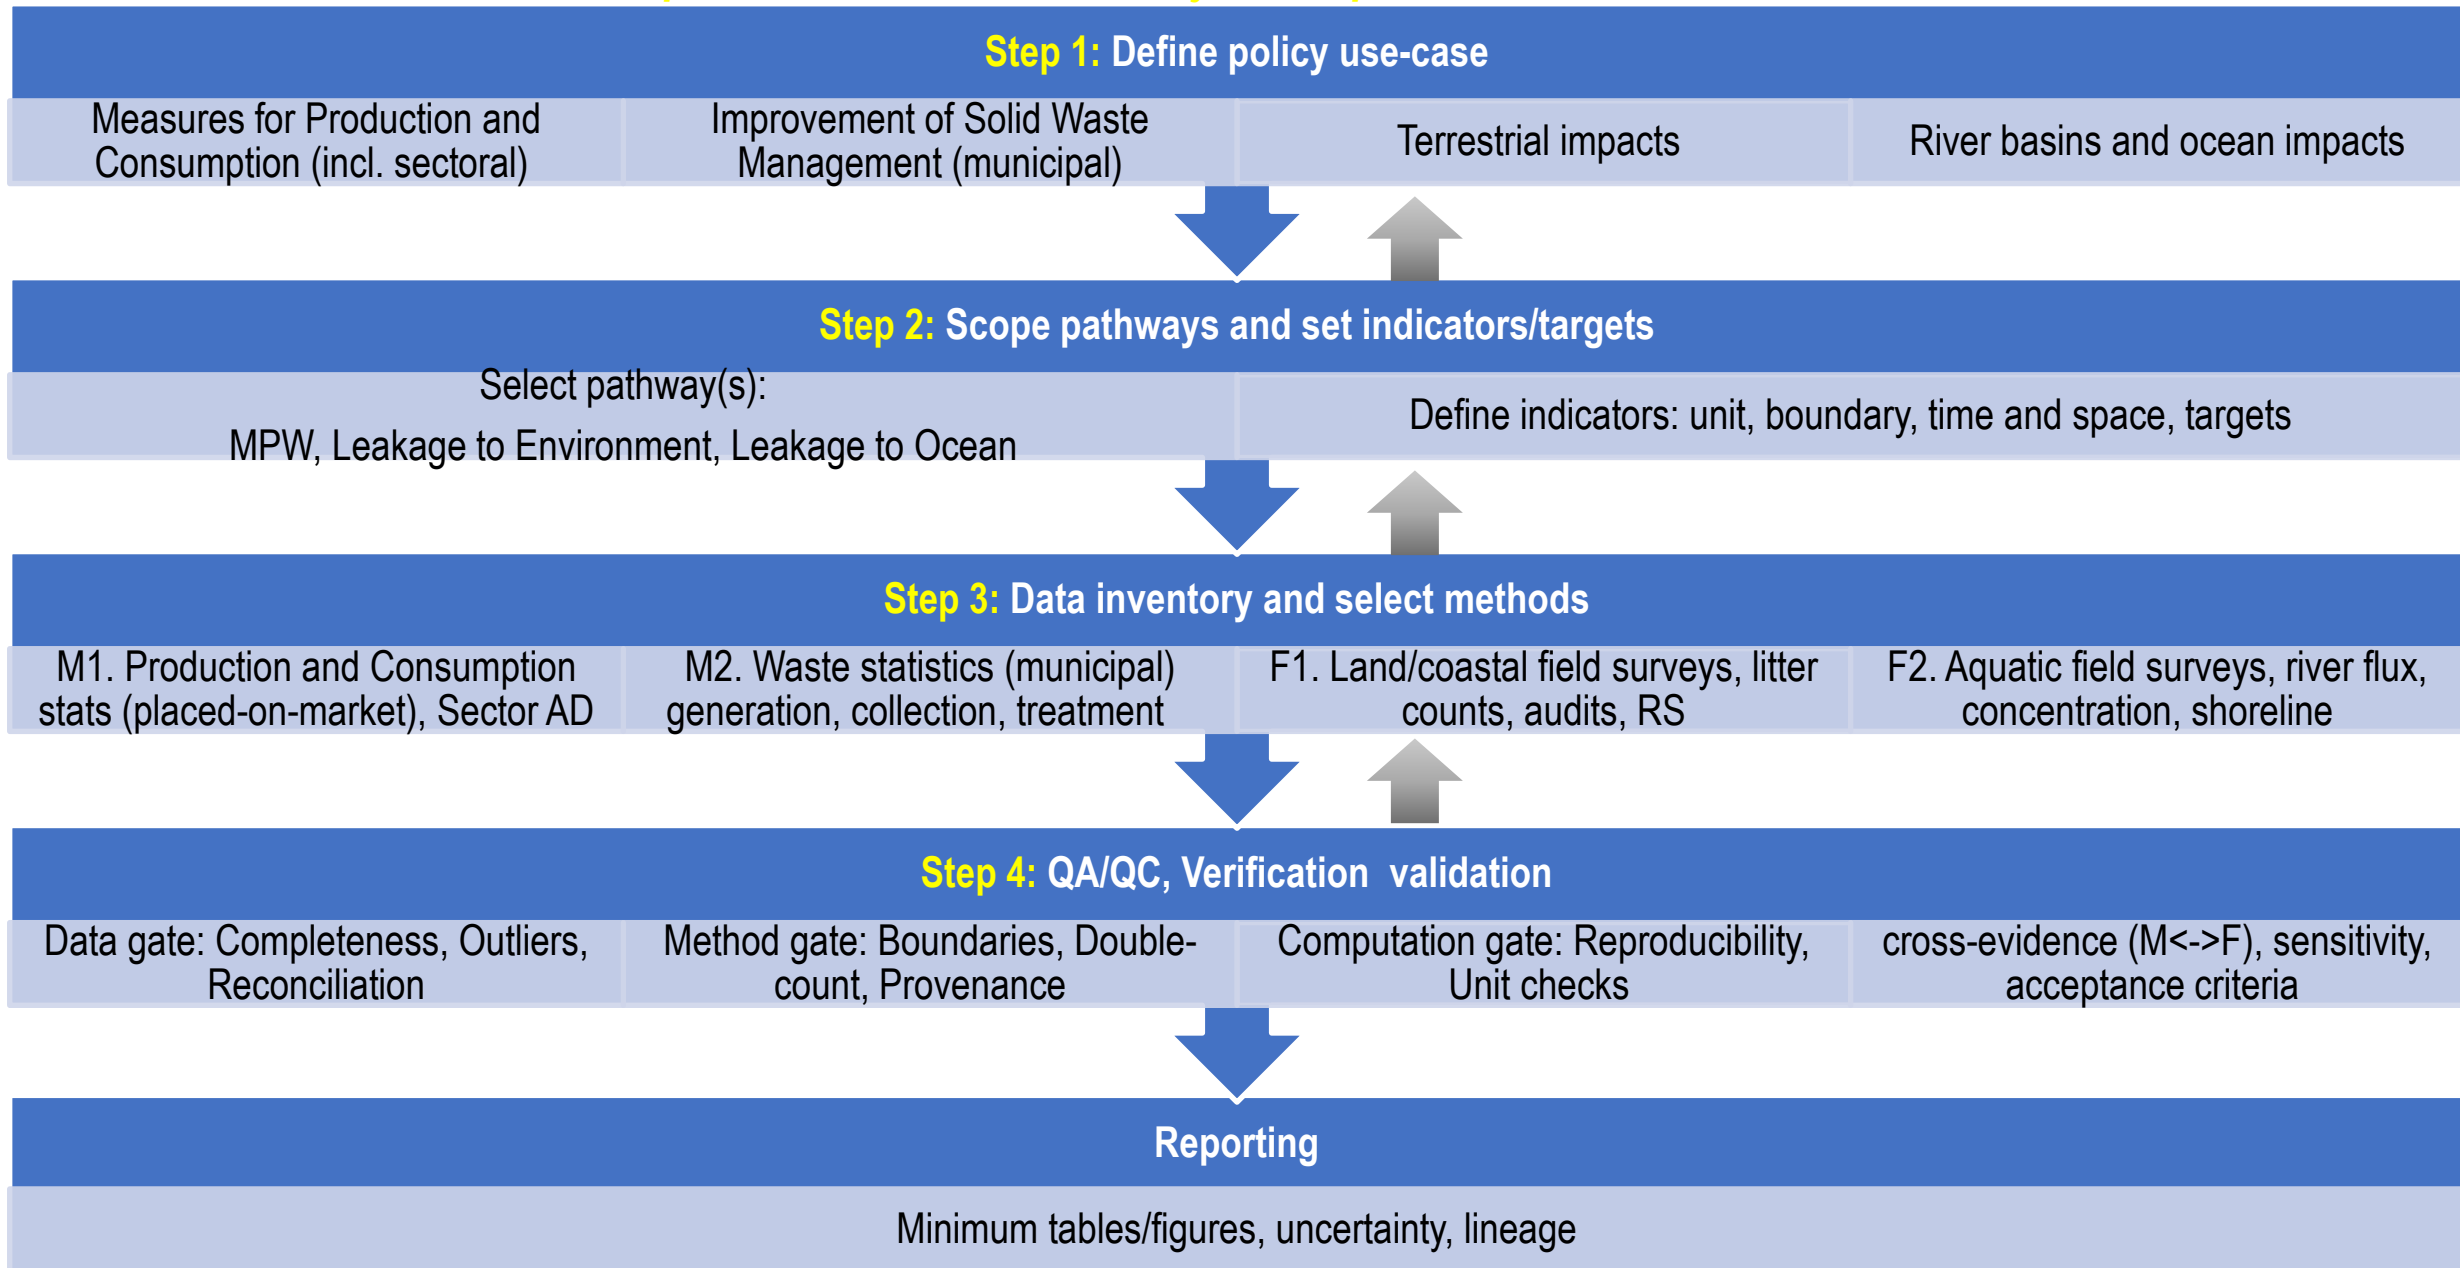 Step 1: Define policy use-case
Measures for Production and
Consumption (incl. sectoral)
Improvement of Solid Waste
Management (municipal)
Terrestrial impacts
River basins and ocean impacts
Step 2: Scope pathways and set indicators/targets
Select pathway(s):
MPW, Leakage to Environment, Leakage to Ocean
Define indicators: unit, boundary, time and space, targets
Step 3: Data inventory and select methods
M1. Production and Consumption
stats (placed-on-market), Sector AD
M2. Waste statistics (municipal)
generation, collection, treatment
F1. Land/coastal field surveys, litter
counts, audits, RS
F2. Aquatic field surveys, river flux,
concentration, shoreline
Step 4: QA/QC, Verification  validation
Data gate: Completeness, Outliers,
Reconciliation
Method gate: Boundaries, Double-
count, Provenance
Computation gate: Reproducibility,
Unit checks
cross-evidence (M<->F), sensitivity,
acceptance criteria
Reporting
Minimum tables/figures, uncertainty, lineage